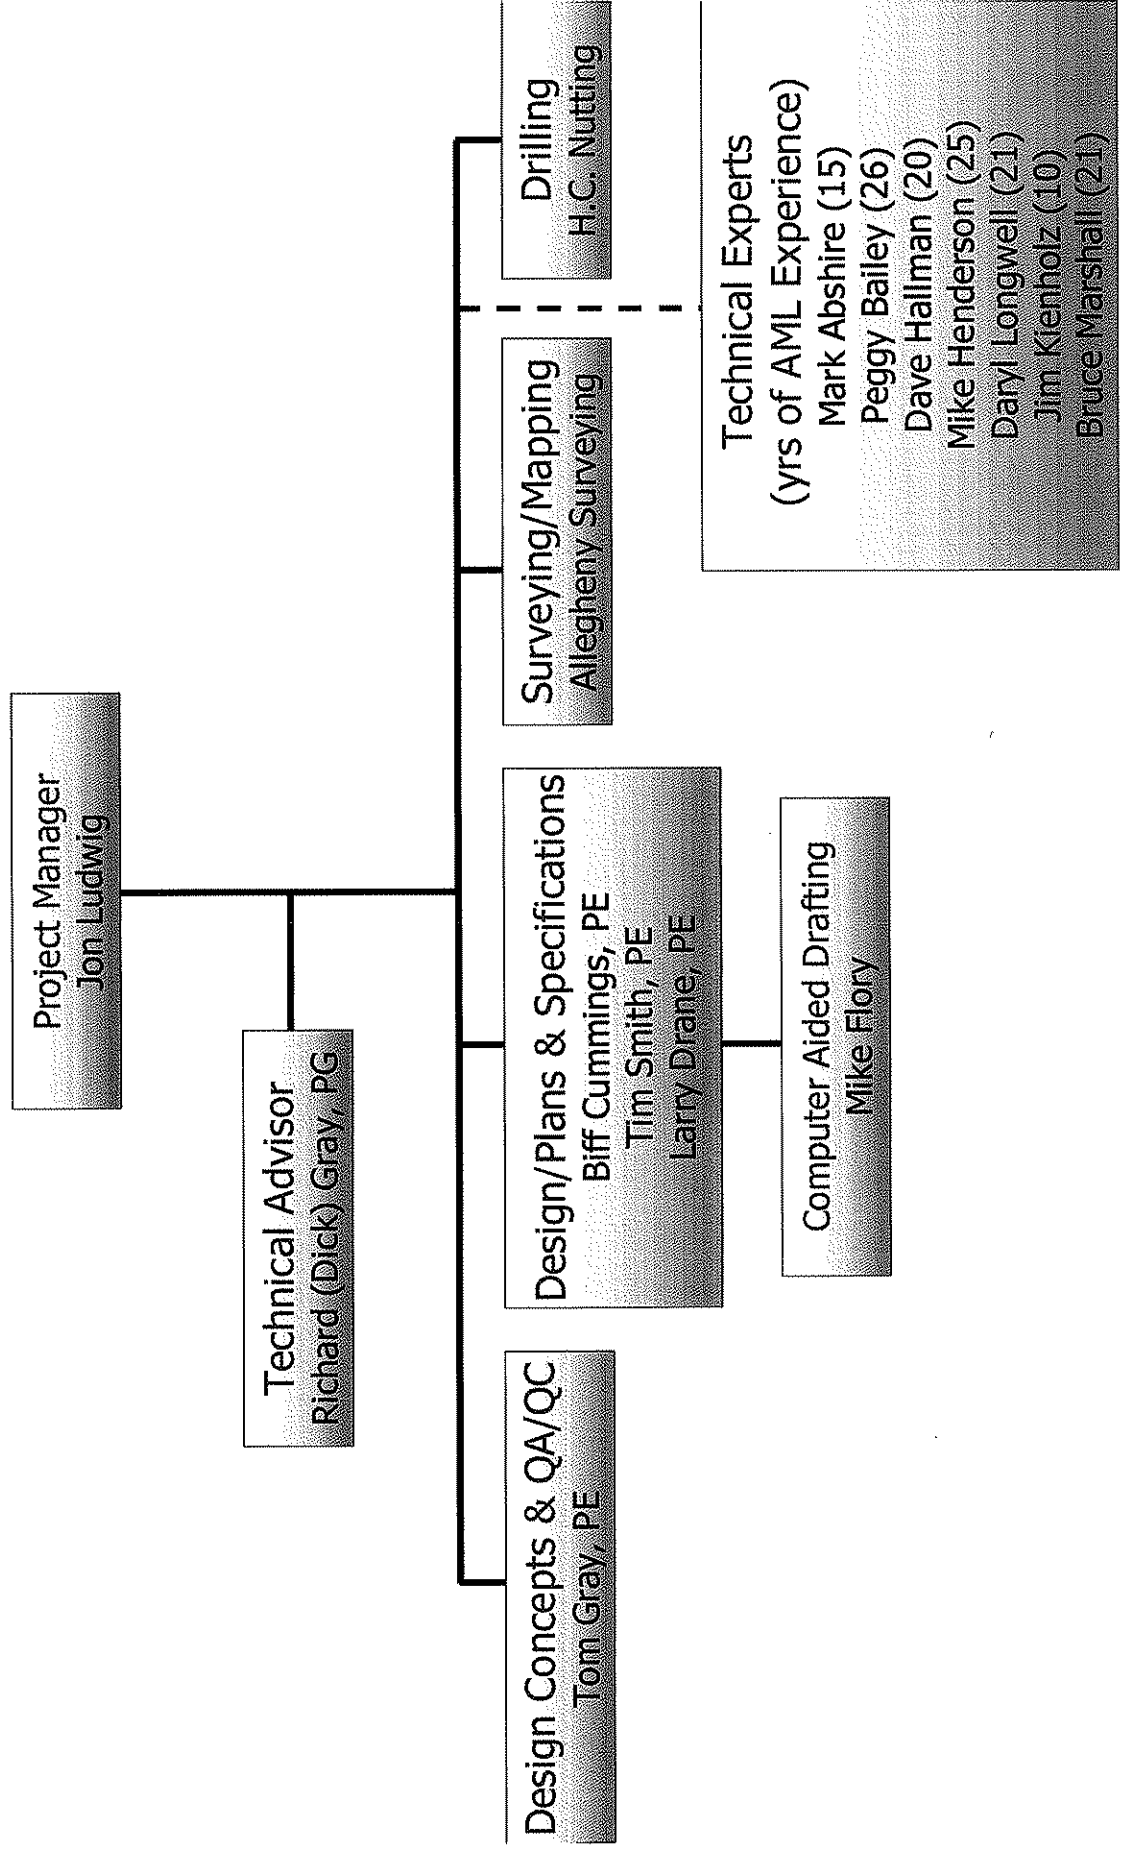 Project Manager
Jon Ludwig
Technical Advisor
Richard (Dick) Gray, PG
Design Concepts & QA/QC
Tom Gray, PE
Design/Plans & Specifications
Biff Cummings, PE
Tim Smith, PE
Larry Drane, PE
Computer Aided Drafting
Mike Flory
Surveying/Mapping
Allegheny Surveying
Drilling
H.C. Nutting
Technical Experts
(yrs of AML Experience)
Mark Abshire (15)
Peggy Bailey (26)
Dave Hallman (20)
Mike Henderson (25)
Daryl Longwell (21)
Jim Kienholz (10)
Bruce Marshall (21)